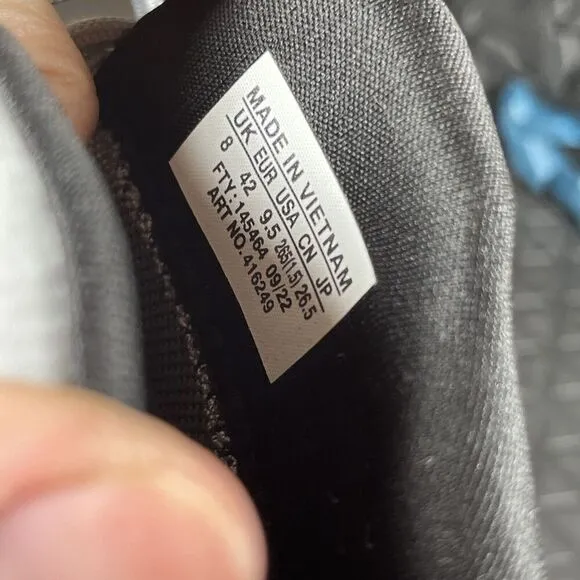 MADE IN VIETNAM
UK EUR USA CN JP
8 42 9.5 265(1.5) 26.5
FTY: 145464 09/22
ART NO. 416249